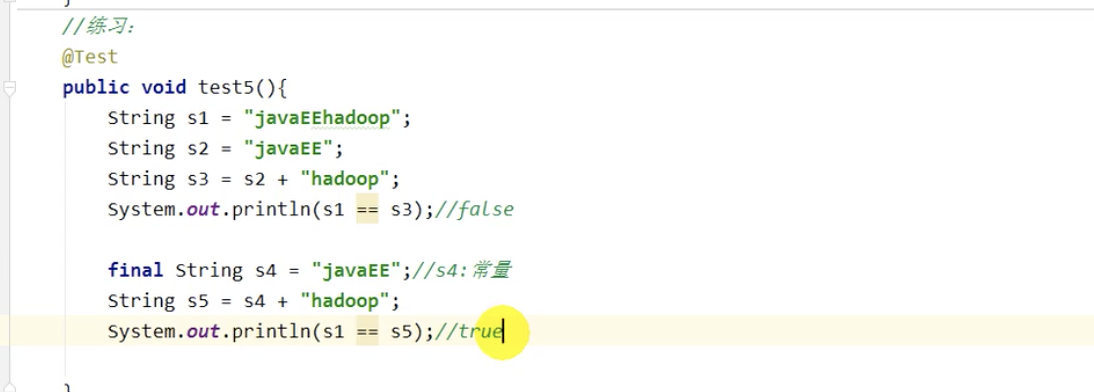 }
//练习：
@Test
public void test5(){
String s1 = "javaEEhadoop";
String s2 = "javaEE";
String s3 = s2 + "hadoop";
System.out.println(s1 == s3);//false
final String s4 = "javaEE";//s4:常量
String s5 = s4 + "hadoop";
System.out.println(s1 == s5);//true
}